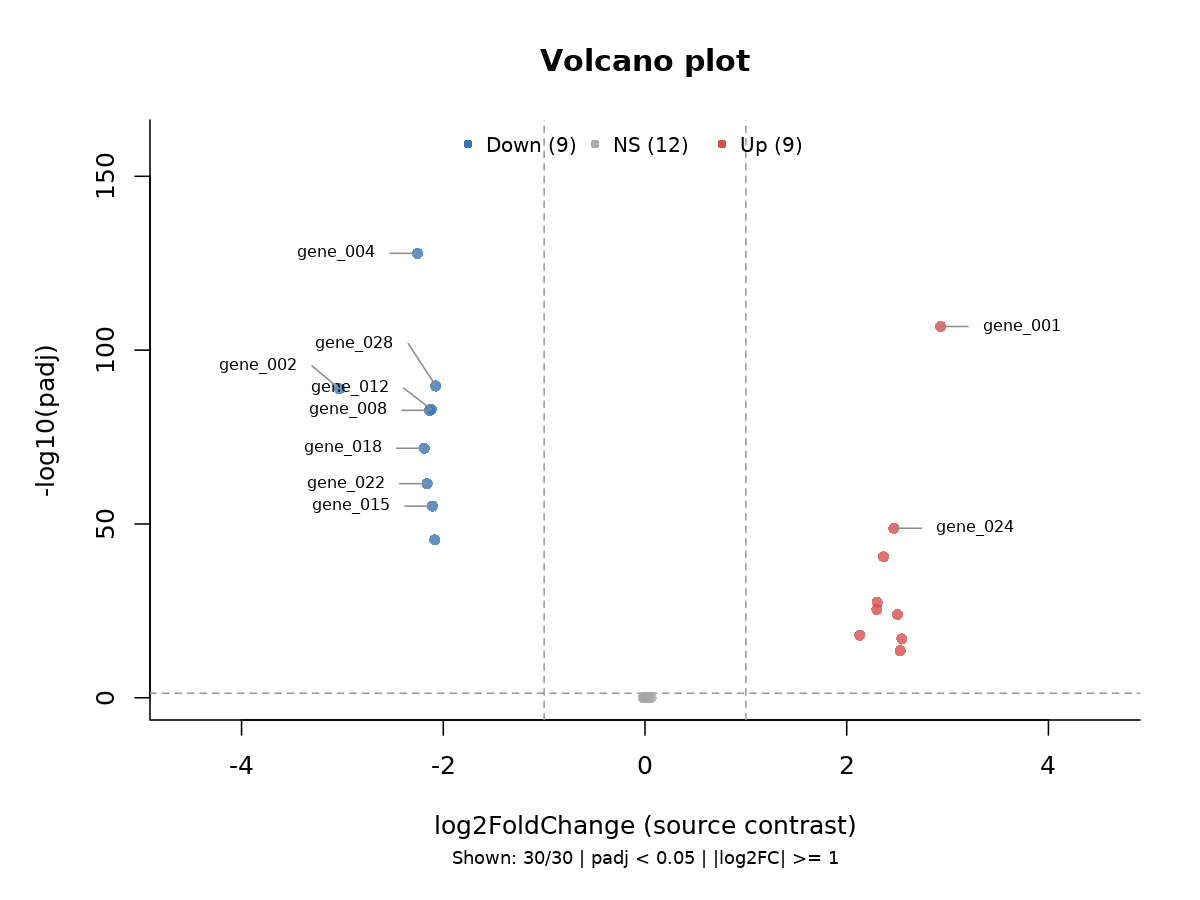 Volcano plot
Down (9) NS (12) Up (9)
150
100
50
0
-log10(padj)
gene_004
gene_001
gene_028
gene_002
gene_012
gene_008
gene_018
gene_022
gene_015
gene_024
-4 -2 0 2 4
log2FoldChange (source contrast)
Shown: 30/30 | padj < 0.05 | |log2FC| >= 1